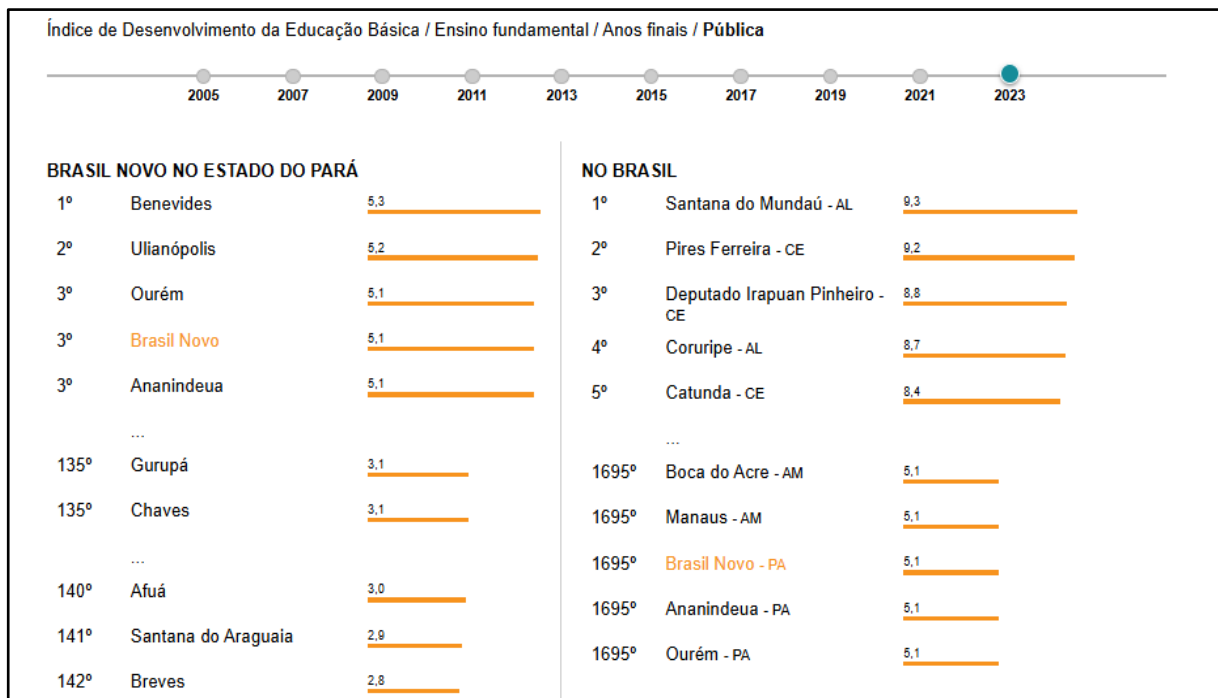 Índice de Desenvolvimento da Educação Básica / Ensino fundamental / Anos finais / Pública
2005 2007 2009 2011 2013 2015 2017 2019 2021 2023
BRASIL NOVO NO ESTADO DO PARÁ
1º Benevides 5,3
2º Ulianópolis 5,2
3º Ourém 5,1
3º Brasil Novo 5,1
3º Ananindeua 5,1
...
135º Gurupá 3,1
135º Chaves 3,1
...
140º Afuá 3,0
141º Santana do Araguaia 2,9
142º Breves 2,8
NO BRASIL
1º Santana do Mundaú - AL 9,3
2º Pires Ferreira - CE 9,2
3º Deputado Irapuan Pinheiro - 8,8
CE
4º Coruripe - AL 8,7
5º Catunda - CE 8,4
...
1695º Boca do Acre - AM 5,1
1695º Manaus - AM 5,1
1695º Brasil Novo - PA 5,1
1695º Ananindeua - PA 5,1
1695º Ourém - PA 5,1